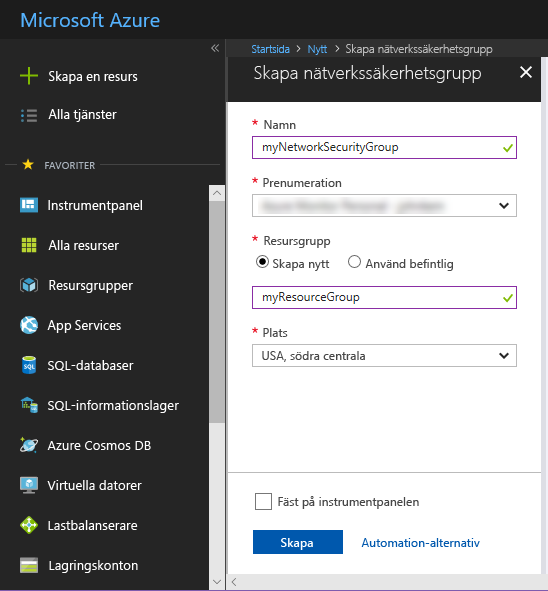 Microsoft Azure
Skapa en resurs
Alla tjänster
FAVORITER
Instrumentpanel
Alla resurser
Resursgrupper
App Services
SQL-databaser
SQL-informationslager
Azure Cosmos DB
Virtuella datorer
Lastbalanserare
Lagringskonton
Startsida > Nytt > Skapa nätverkssäkerhetsgrupp
Skapa nätverkssäkerhetsgrupp
* Namn
myNetworkSecurityGroup
* Prenumeration
* Resursgrupp
Skapa nytt Använd befintlig
myResourceGroup
* Plats
USA, södra centrala
Fäst på instrumentpanelen
Skapa Automation-alternativ